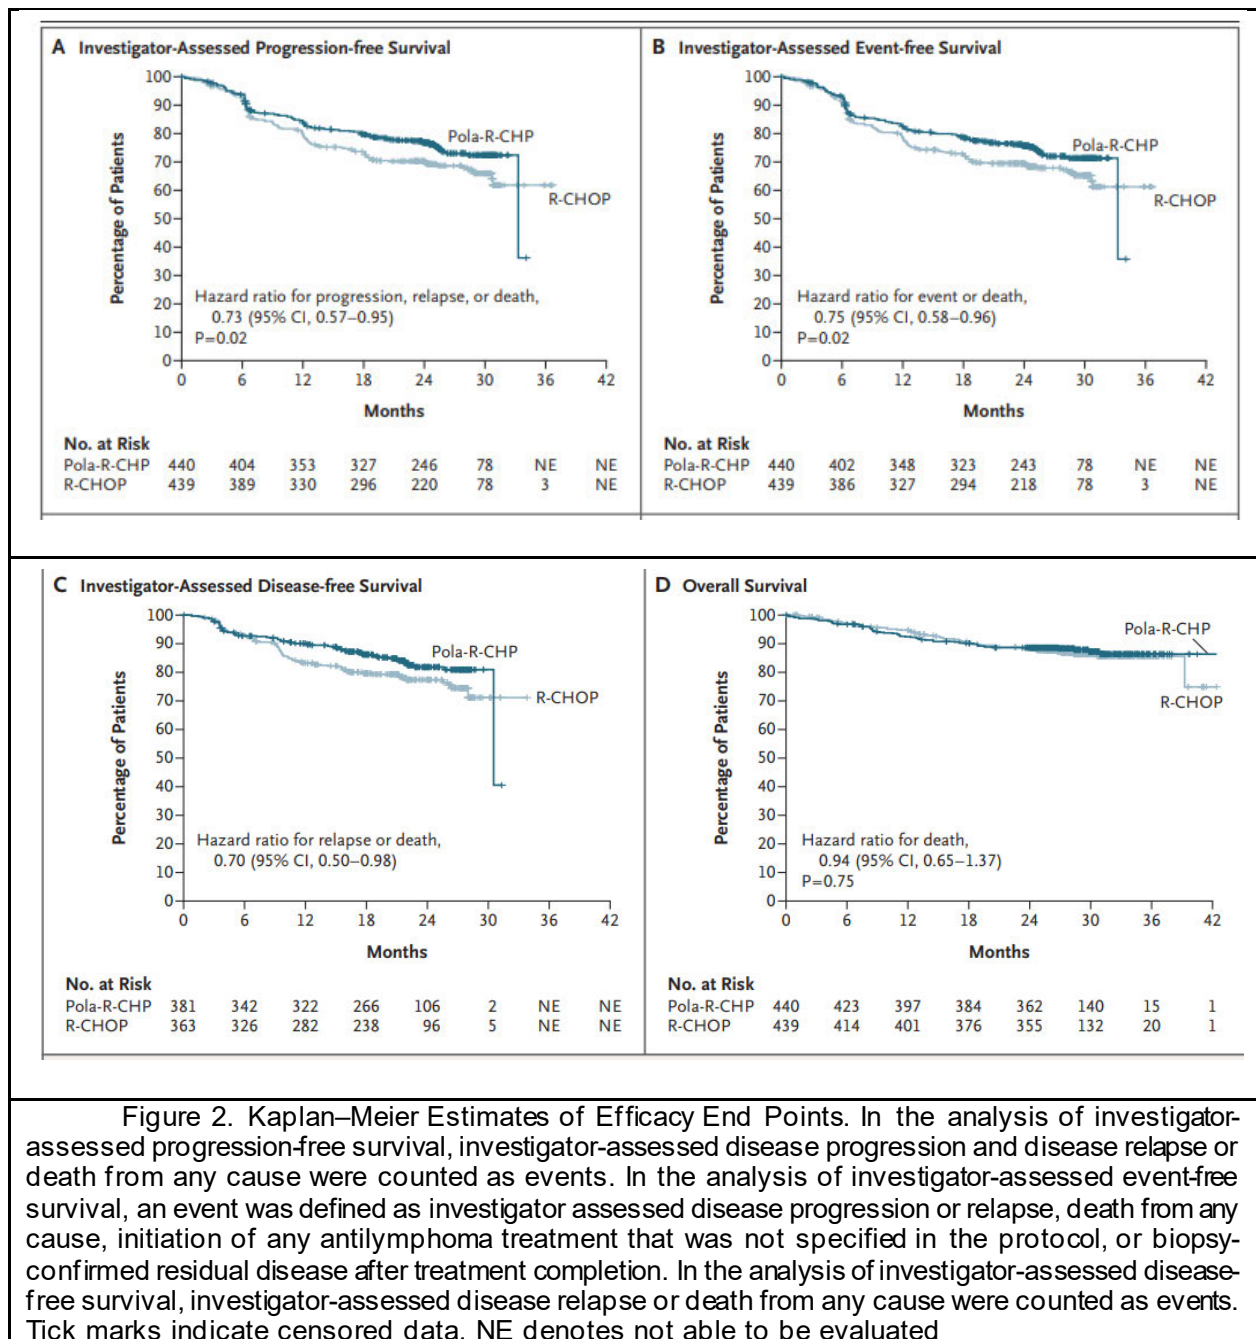 A Investigator-Assessed Progression-free Survival
100
90
80
70
60
50
40
30
20
10
0
Percentage of Patients
Pola-R-CHP
R-CHOP
Hazard ratio for progression, relapse, or death,
0.73 (95% CI, 0.57–0.95)
P=0.02
0 6 12 18 24 30 36 42
Months
No. at Risk
Pola-R-CHP 440 404 353 327 246 78 NE NE
R-CHOP 439 389 330 296 220 78 3 NE
B Investigator-Assessed Event-free Survival
100
90
80
70
60
50
40
30
20
10
0
Percentage of Patients
Pola-R-CHP
R-CHOP
Hazard ratio for event or death,
0.75 (95% CI, 0.58–0.96)
P=0.02
0 6 12 18 24 30 36 42
Months
No. at Risk
Pola-R-CHP 440 402 348 323 243 78 NE NE
R-CHOP 439 386 327 294 218 78 3 NE
C Investigator-Assessed Disease-free Survival
100
90
80
70
60
50
40
30
20
10
0
Percentage of Patients
Pola-R-CHP
R-CHOP
Hazard ratio for relapse or death,
0.70 (95% CI, 0.50–0.98)
0 6 12 18 24 30 36 42
Months
No. at Risk
Pola-R-CHP 381 342 322 266 106 2 NE NE
R-CHOP 363 326 282 238 96 5 NE NE
D Overall Survival
100
90
80
70
60
50
40
30
20
10
0
Percentage of Patients
Pola-R-CHP
R-CHOP
Hazard ratio for death,
0.94 (95% CI, 0.65–1.37)
P=0.75
0 6 12 18 24 30 36 42
Months
No. at Risk
Pola-R-CHP 440 423 397 384 362 140 15 1
R-CHOP 439 414 401 376 355 132 20 1
Figure 2. Kaplan–Meier Estimates of Efficacy End Points. In the analysis of investigator-
assessed progression-free survival, investigator-assessed disease progression and disease relapse or
death from any cause were counted as events. In the analysis of investigator-assessed event-free
survival, an event was defined as investigator assessed disease progression or relapse, death from any
cause, initiation of any antilymphoma treatment that was not specified in the protocol, or biopsy-
confirmed residual disease after treatment completion. In the analysis of investigator-assessed disease-
free survival, investigator-assessed disease relapse or death from any cause were counted as events.
Tick marks indicate censored data. NE denotes not able to be evaluated